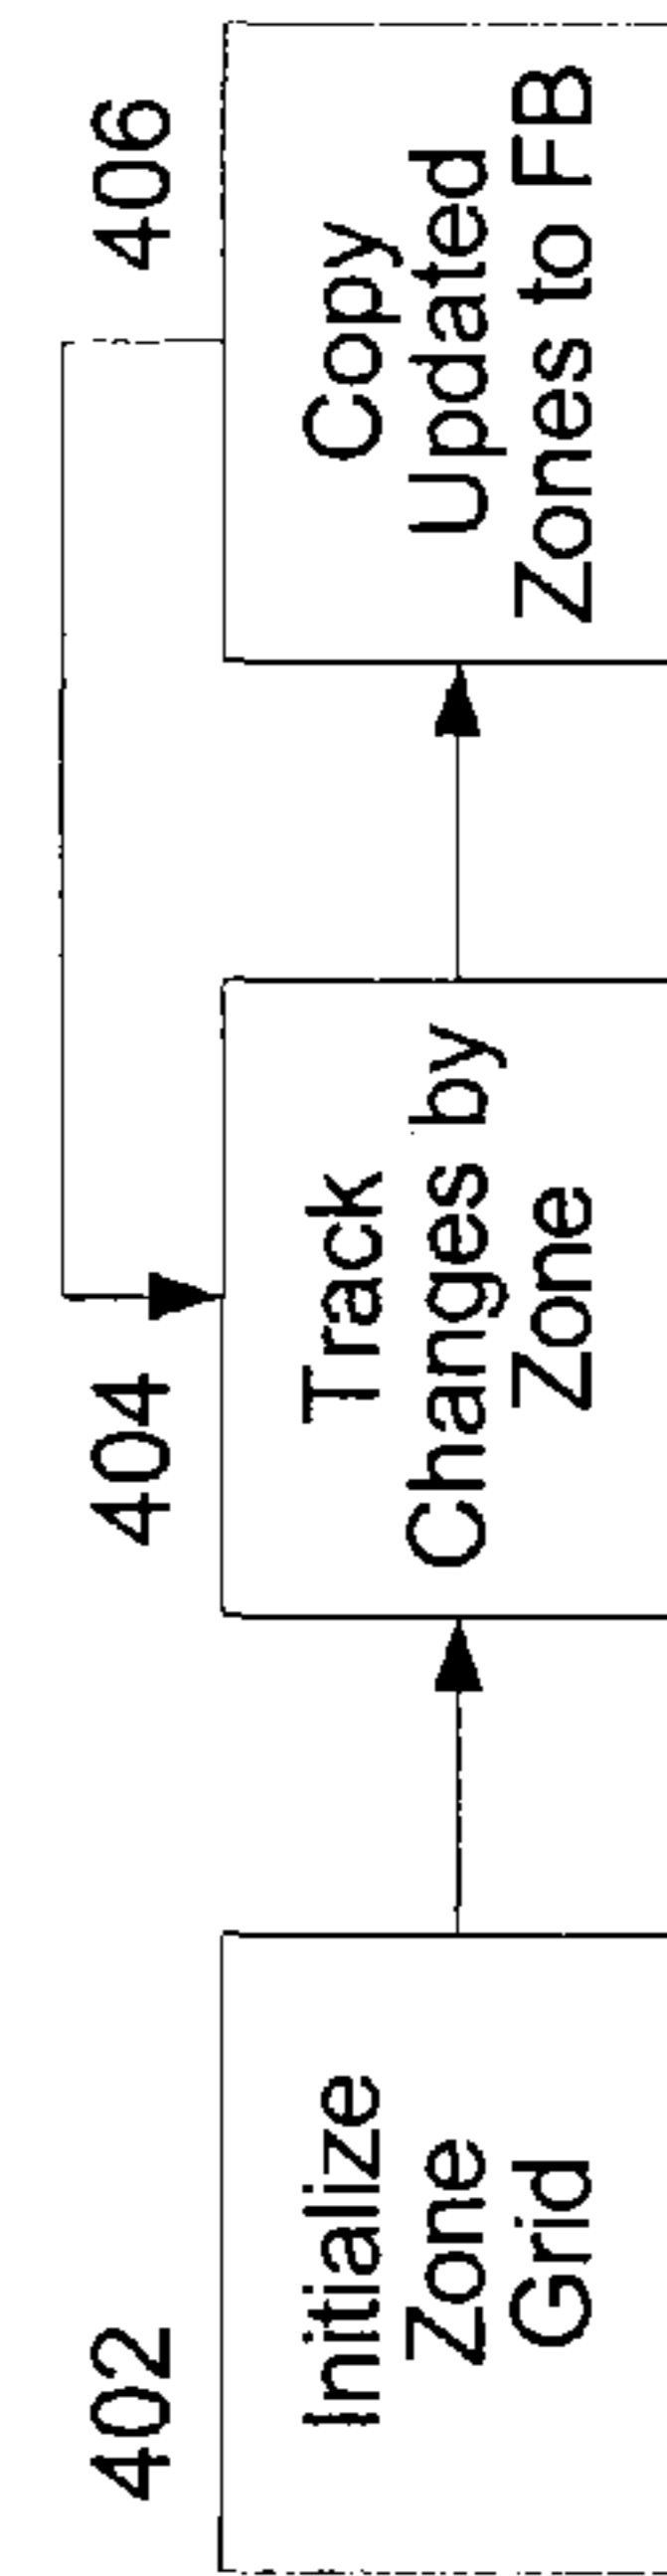 402
Initialize
Zone
Grid
404
Track
Changes by
Zone
406
Copy
Updated
Zones to FB